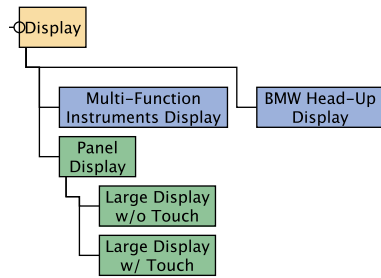 Display
Multi-Function
Instruments Display
BMW Head-Up
Display
Panel
Display
Large Display
w/o Touch
Large Display
w/ Touch